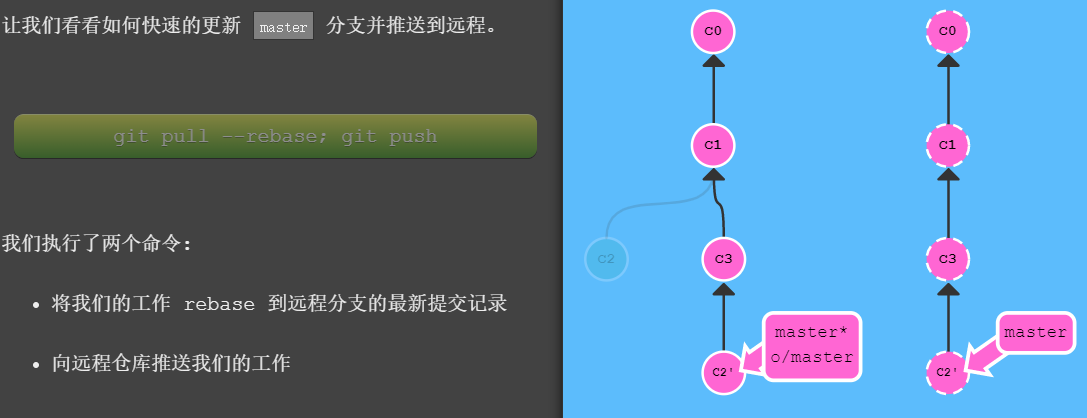 让我们看看如何快速的更新 master 分支并推送到远程。
git pull --rebase; git push
我们执行了两个命令:
• 将我们的工作 rebase 到远程分支的最新提交记录
• 向远程仓库推送我们的工作
C0
C1
C2
C3
C2'
master*
o/master
C0
C1
C3
C2'
master